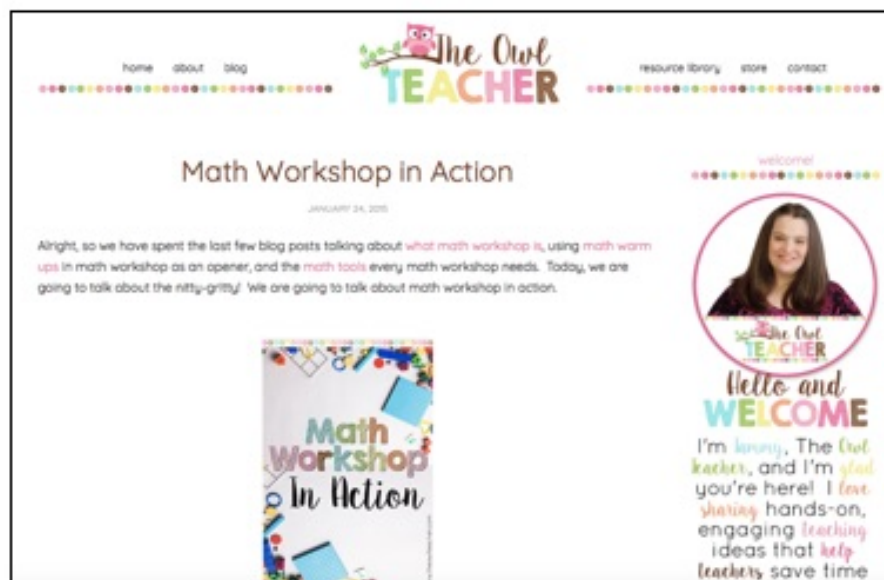 The Owl
TEACHER
home about blog
resource library store contact
Math Workshop in Action
JANUARY 24, 2015
Alright, so we have spent the last few blog posts talking about what math workshop is, using math warm
ups in math workshop as an opener, and the math tools every math workshop needs. Today, we are
going to talk about the nitty-gritty! We are going to talk about math workshop in action.
Math
Workshop
In Action
welcome!
The Owl
TEACHER
Hello and
WELCOME
I'm Tammy, The Owl
Teacher, and I'm glad
you're here! I love
sharing hands-on,
engaging teaching
ideas that help
teachers save time